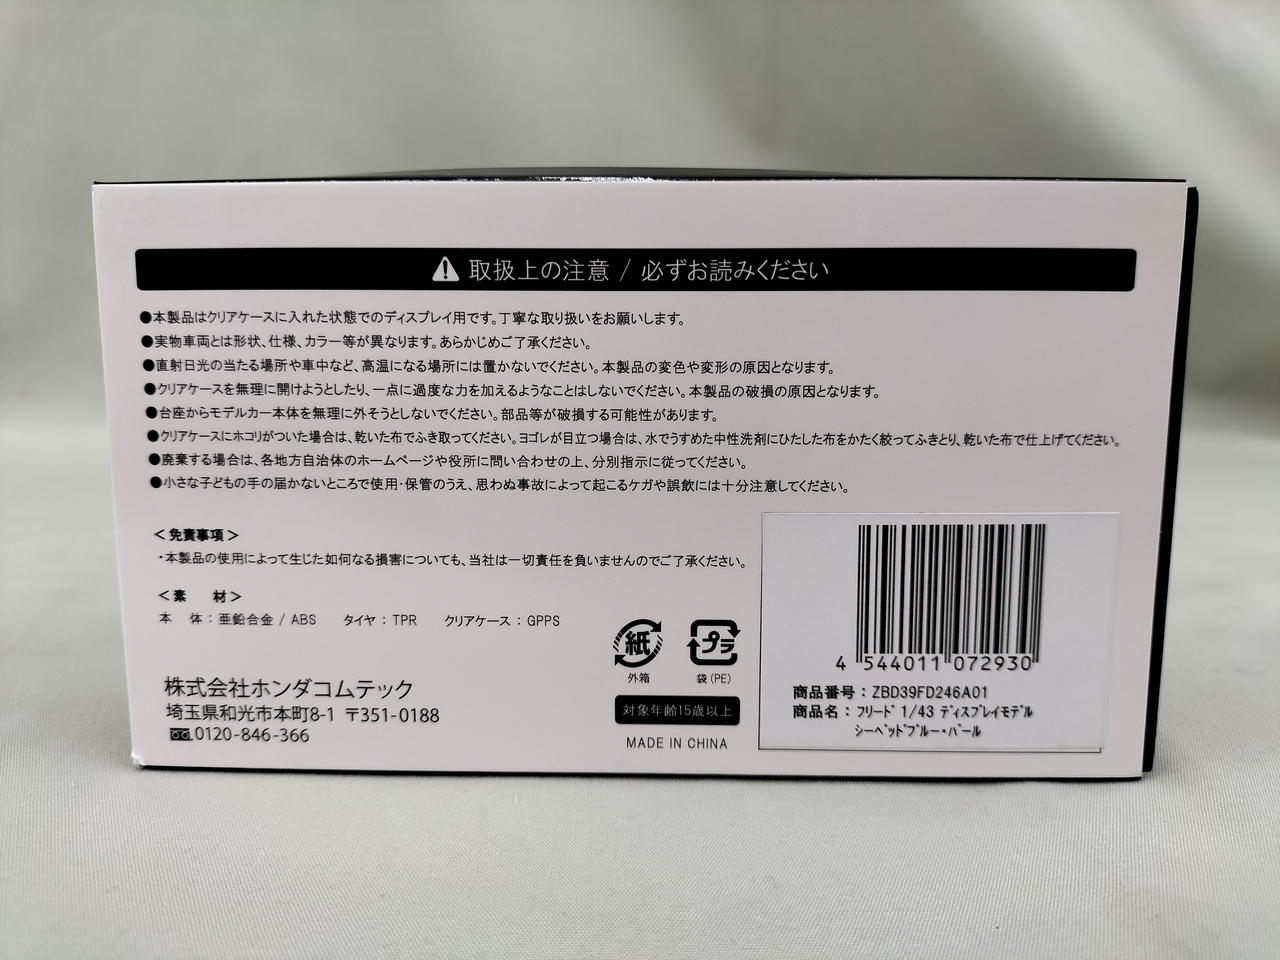 取扱上の注意 / 必ずお読みください
●本製品はクリアケースに入れた状態でのディスプレイ用です。丁寧な取り扱いをお願いします。
●実物車両とは形状、仕様、カラー等が異なります。あらかじめご了承ください。
●直射日光の当たる場所や車中など、高温になる場所には置かないでください。本製品の変色や変形の原因となります。
●クリアケースを無理に開けようとしたり、一点に過度な力を加えるようなことはしないでください。本製品の破損の原因となります。
●台座からモデルカー本体を無理に外そうとしないでください。部品等が破損する可能性があります。
●クリアケースにホコリがついた場合は、乾いた布でふき取ってください。ヨゴレが目立つ場合は、水でうすめた中性洗剤にひたした布をかたく絞ってふきとり、乾いた布で仕上げてください。
●廃棄する場合は、各地方自治体のホームページや役所に問い合わせの上、分別指示に従ってください。
●小さな子どもの手の届かないところで使用・保管のうえ、思わぬ事故によって起こるケガや誤飲には十分注意してください。
＜免責事項＞
・本製品の使用によって生じた如何なる損害についても、当社は一切責任を負いませんのでご了承ください。
＜素　材＞
本　体：亜鉛合金 / ABS　タイヤ：TPR　クリアケース：GPPS
紙
外箱
プラ
袋(PE)
株式会社ホンダコムテック
埼玉県和光市本町8-1 〒351-0188
0120-846-366
対象年齢15歳以上
MADE IN CHINA
4 544011 072930
商品番号：ZBD39FD246A01
商品名：ﾌﾘｰﾄﾞ 1/43 ﾃﾞｨｽﾌﾟﾚｲﾓﾃﾞﾙ
ｼｰﾍﾞｯﾄﾞﾌﾞﾙｰ・ﾊﾟｰﾙ